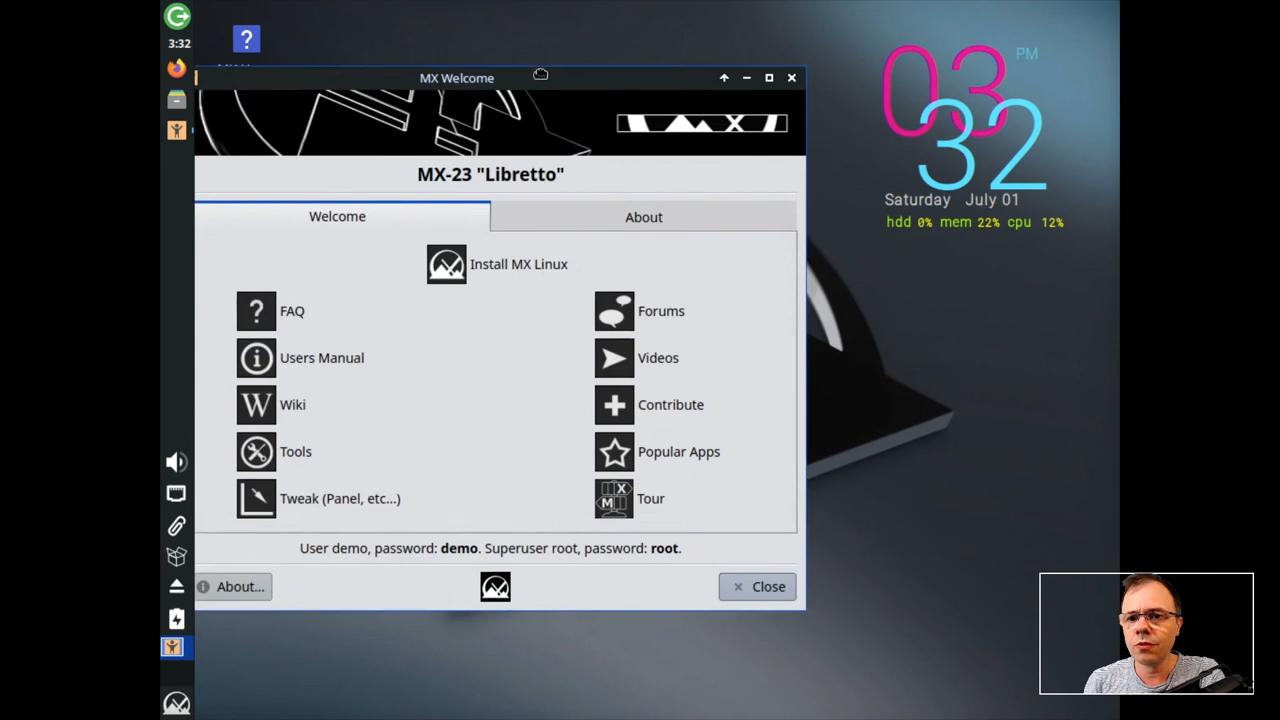 3:32
?
MX Welcome
MX
MX-23 "Libretto"
Welcome
About
Install MX Linux
? FAQ
Forums
i Users Manual
Videos
W Wiki
Contribute
Tools
Popular Apps
Tweak (Panel, etc...)
X M Tour
User demo, password: demo. Superuser root, password: root.
About...
Close
03 PM
32
Saturday July 01
hdd 0% mem 22% cpu 12%